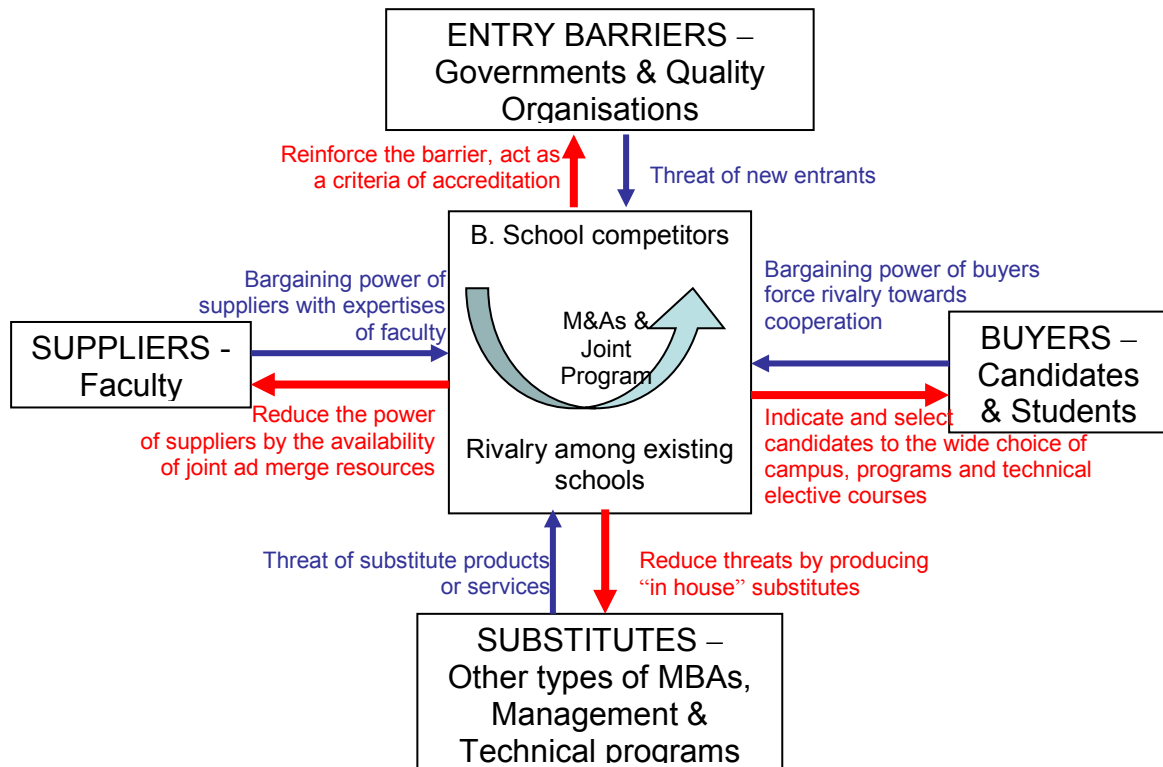 ENTRY BARRIERS –
Governments & Quality
Organisations
Reinforce the barrier, act as
a criteria of accreditation
Threat of new entrants
B. School competitors
M&As &
Joint
Program
Rivalry among existing
schools
Bargaining power of
suppliers with expertises
of faculty
SUPPLIERS -
Faculty
Reduce the power
of suppliers by the availability
of joint ad merge resources
Bargaining power of buyers
force rivalry towards
cooperation
BUYERS –
Candidates
& Students
Indicate and select
candidates to the wide choice of
campus, programs and technical
elective courses
Threat of substitute products
or services
Reduce threats by producing
“in house” substitutes
SUBSTITUTES –
Other types of MBAs,
Management &
Technical programs